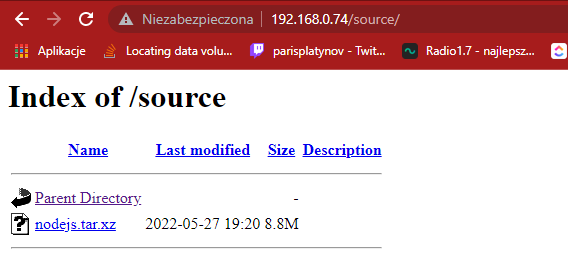 Niezabezpieczona | 192.168.0.74/source/
Aplikacje Locating data volu... parisplatynov - Twit... Radio1.7 - najlepsz...
Index of /source
Name Last modified Size Description
Parent Directory -
nodejs.tar.xz 2022-05-27 19:20 8.8M